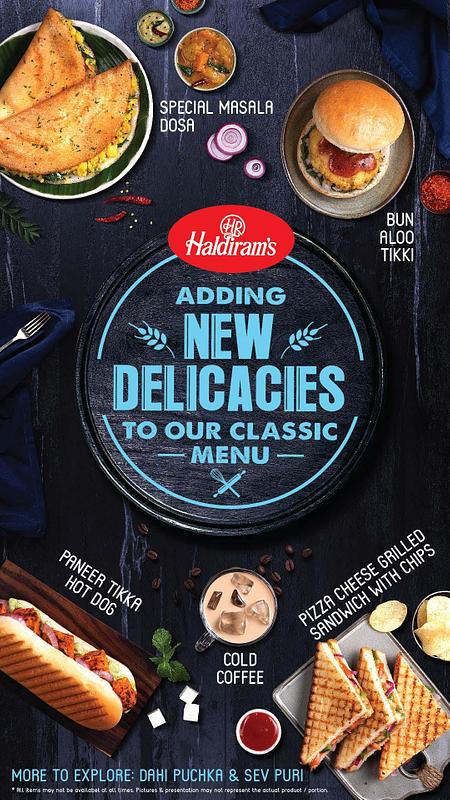 SPECIAL MASALA
DOSA
BUN
ALOO
TIKKI
HR
Haldiram's
ADDING
NEW
DELICACIES
TO OUR CLASSIC
MENU
PANEER TIKKA
HOT DOG
PIZZA CHEESE GRILLED
SANDWICH WITH CHIPS
COLD
COFFEE
MORE TO EXPLORE: DAHI PUCHKA & SEV PURI
* All items may not be availabel at all times. Pictures & presentation may not represent the actual product / portion.